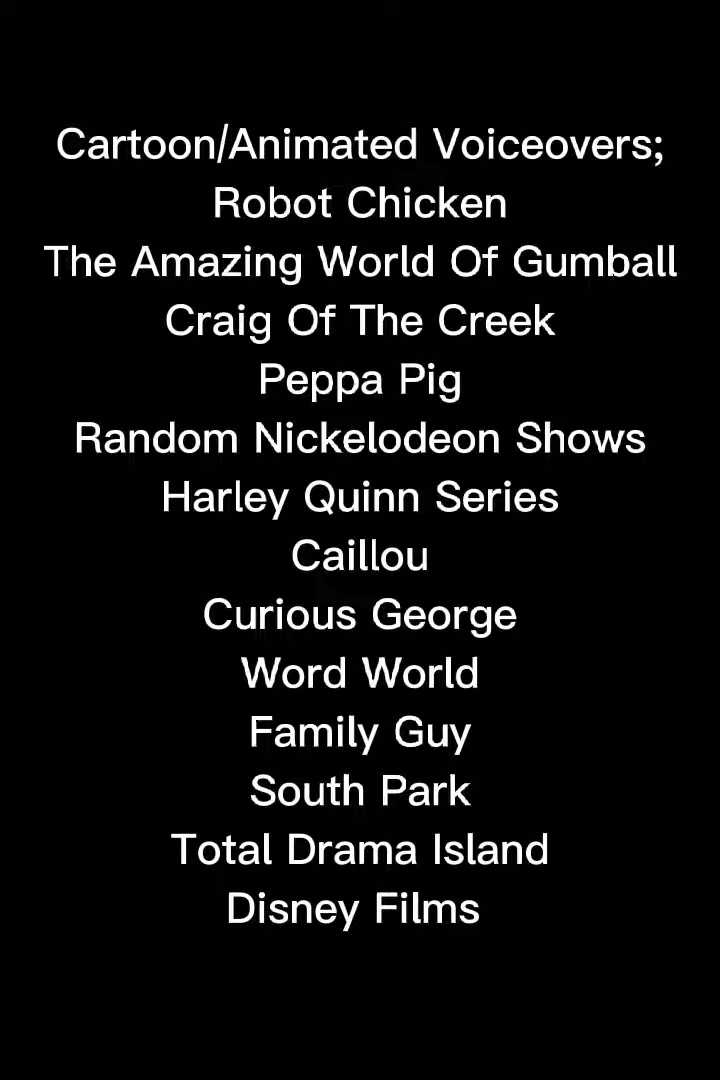 Cartoon/Animated Voiceovers;
Robot Chicken
The Amazing World Of Gumball
Craig Of The Creek
Peppa Pig
Random Nickelodeon Shows
Harley Quinn Series
Caillou
Curious George
Word World
Family Guy
South Park
Total Drama Island
Disney Films